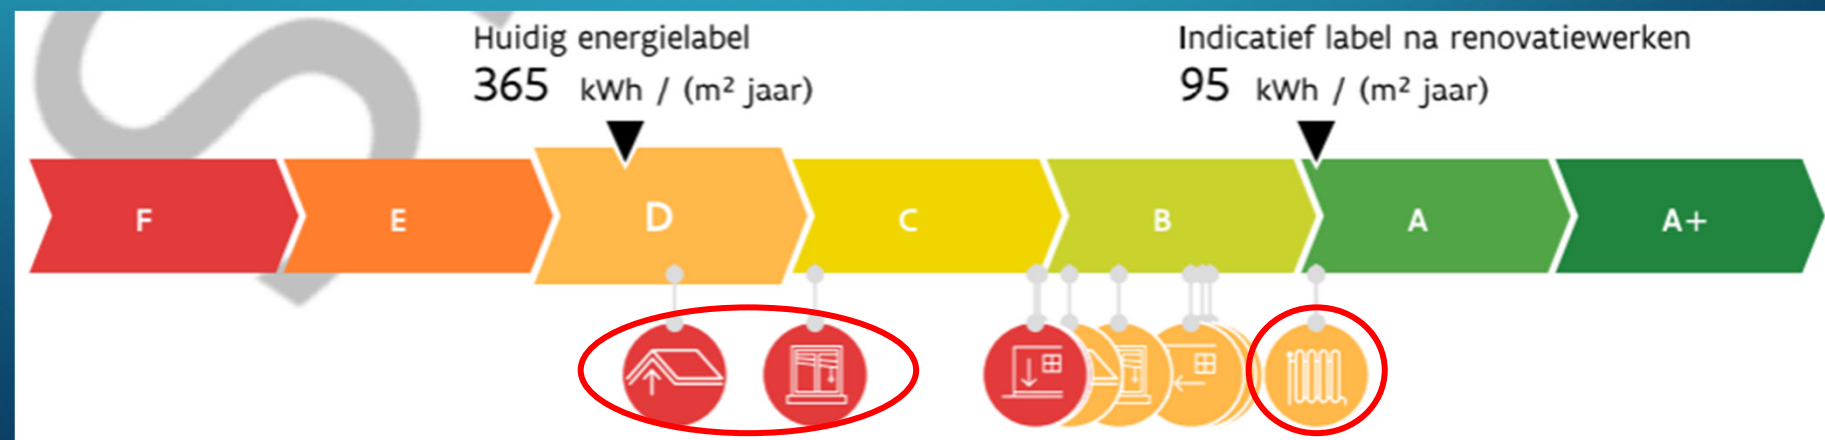 Huidig energielabel
365 kWh / (m² jaar)
Indicatief label na renovatiewerken
95 kWh / (m² jaar)
F E D C B A A+